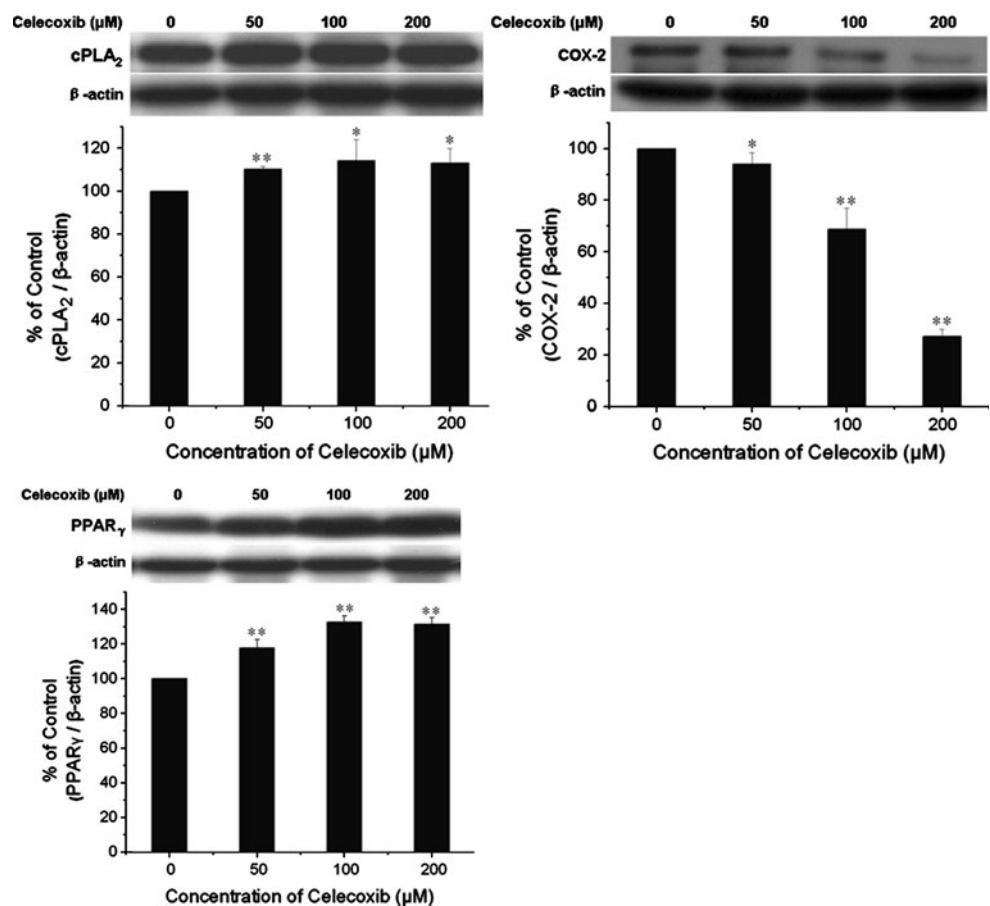 Celecoxib (µM) 0 50 100 200
cPLA₂
β-actin
120
100
80
60
40
20
0
** * *
% of Control
(cPLA₂ / β-actin)
0 50 100 200
Concentration of Celecoxib (µM)
Celecoxib (µM) 0 50 100 200
COX-2
β-actin
100
80
60
40
20
0
* ** **
% of Control
(COX-2 / β-actin)
0 50 100 200
Concentration of Celecoxib (µM)
Celecoxib (µM) 0 50 100 200
PPARγ
β-actin
140
120
100
80
60
40
20
0
** ** **
% of Control
(PPARγ / β-actin)
0 50 100 200
Concentration of Celecoxib (µM)